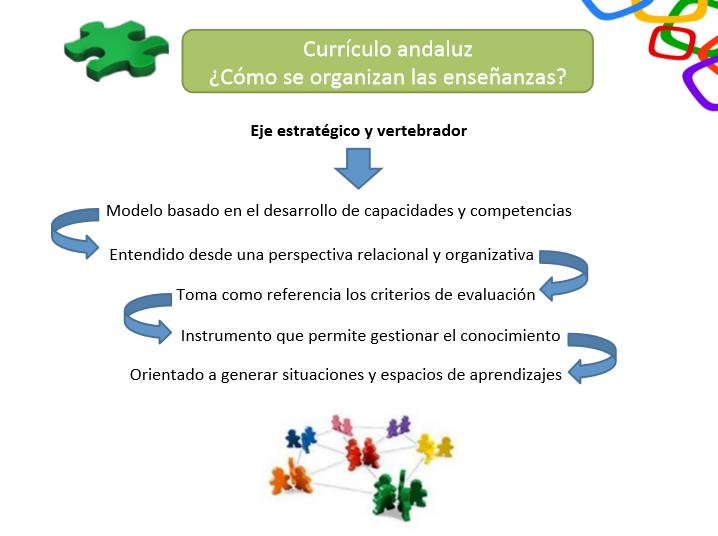 Currículo andaluz
¿Cómo se organizan las enseñanzas?
Eje estratégico y vertebrador
Modelo basado en el desarrollo de capacidades y competencias
Entendido desde una perspectiva relacional y organizativa
Toma como referencia los criterios de evaluación
Instrumento que permite gestionar el conocimiento
Orientado a generar situaciones y espacios de aprendizajes